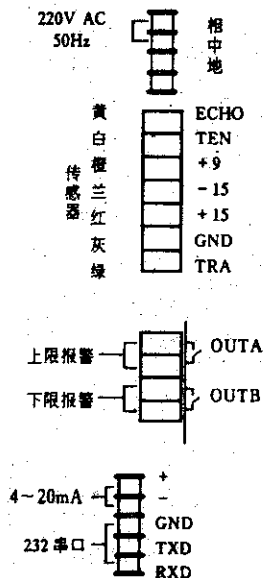 220V AC
50Hz
相中地
传感器
黄 ECHO
白 TEN
橙 +9
兰 -15
红 +15
灰 GND
绿 TRA
上限报警 OUTA
下限报警 OUTB
4~20mA + -
232串口 GND
TXD
RXD